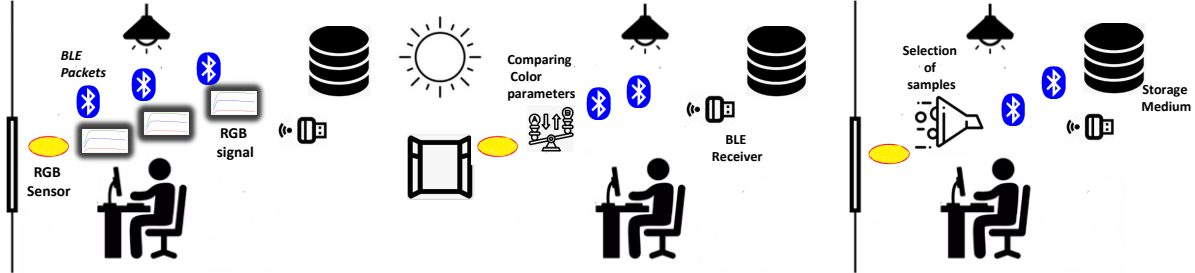 BLE
Packets
RGB
signal
RGB
Sensor
Comparing
Color
parameters
BLE
Receiver
Selection
of
samples
Storage
Medium